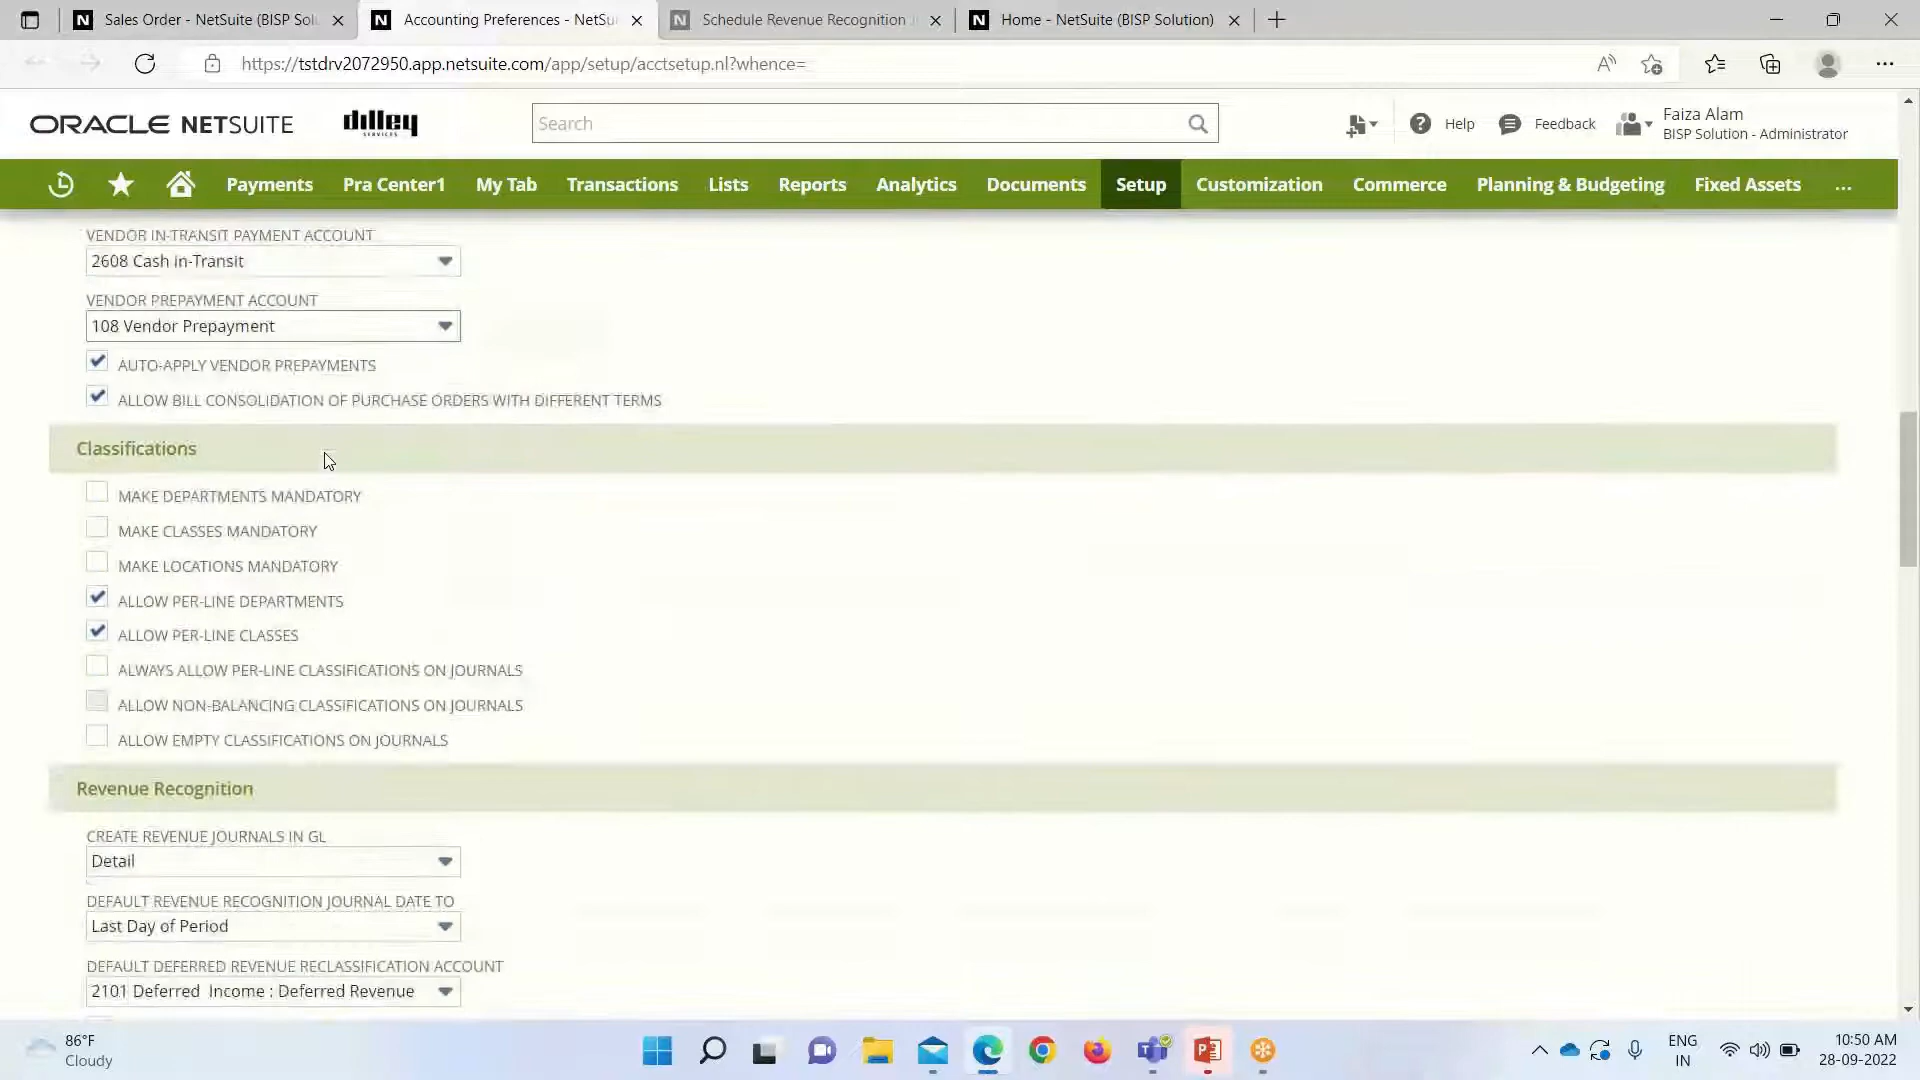 Sales Order - NetSuite (BISP Sol
Accounting Preferences - NetSu
Schedule Revenue Recognition
Home - NetSuite (BISP Solution)
https://tstdrv2072950.app.netsuite.com/app/setup/acctsetup.nl?whence=
ORACLE NETSUITE
dilley
SERVICES
Search
Help
Feedback
Faiza Alam
BISP Solution - Administrator
Payments
Pra Center1
My Tab
Transactions
Lists
Reports
Analytics
Documents
Setup
Customization
Commerce
Planning & Budgeting
Fixed Assets
...
VENDOR IN-TRANSIT PAYMENT ACCOUNT
2608 Cash in-Transit
VENDOR PREPAYMENT ACCOUNT
108 Vendor Prepayment
AUTO-APPLY VENDOR PREPAYMENTS
ALLOW BILL CONSOLIDATION OF PURCHASE ORDERS WITH DIFFERENT TERMS
Classifications
MAKE DEPARTMENTS MANDATORY
MAKE CLASSES MANDATORY
MAKE LOCATIONS MANDATORY
ALLOW PER-LINE DEPARTMENTS
ALLOW PER-LINE CLASSES
ALWAYS ALLOW PER-LINE CLASSIFICATIONS ON JOURNALS
ALLOW NON-BALANCING CLASSIFICATIONS ON JOURNALS
ALLOW EMPTY CLASSIFICATIONS ON JOURNALS
Revenue Recognition
CREATE REVENUE JOURNALS IN GL
Detail
DEFAULT REVENUE RECOGNITION JOURNAL DATE TO
Last Day of Period
DEFAULT DEFERRED REVENUE RECLASSIFICATION ACCOUNT
2101 Deferred Income : Deferred Revenue
86°F
Cloudy
ENG
IN
10:50 AM
28-09-2022